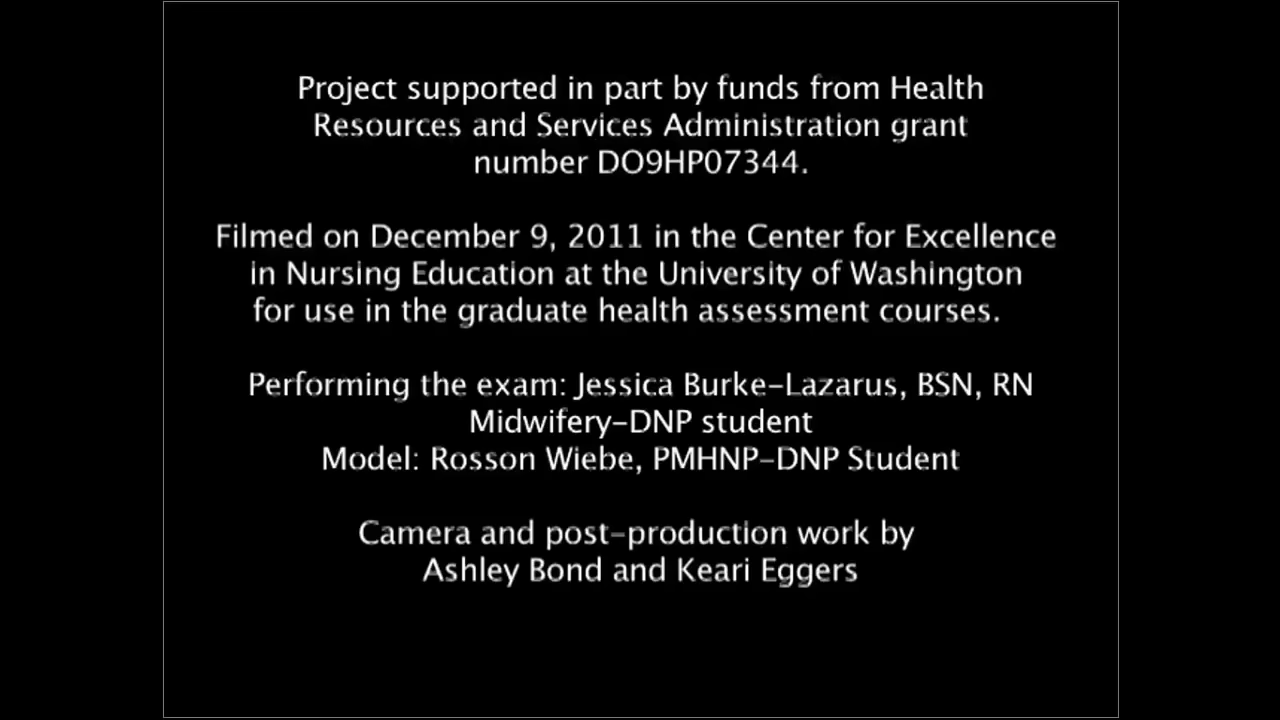 Project supported in part by funds from Health
Resources and Services Administration grant
number DO9HP07344.
Filmed on December 9, 2011 in the Center for Excellence
in Nursing Education at the University of Washington
for use in the graduate health assessment courses.
Performing the exam: Jessica Burke-Lazarus, BSN, RN
Midwifery-DNP student
Model: Rosson Wiebe, PMHNP-DNP Student
Camera and post-production work by
Ashley Bond and Keari Eggers